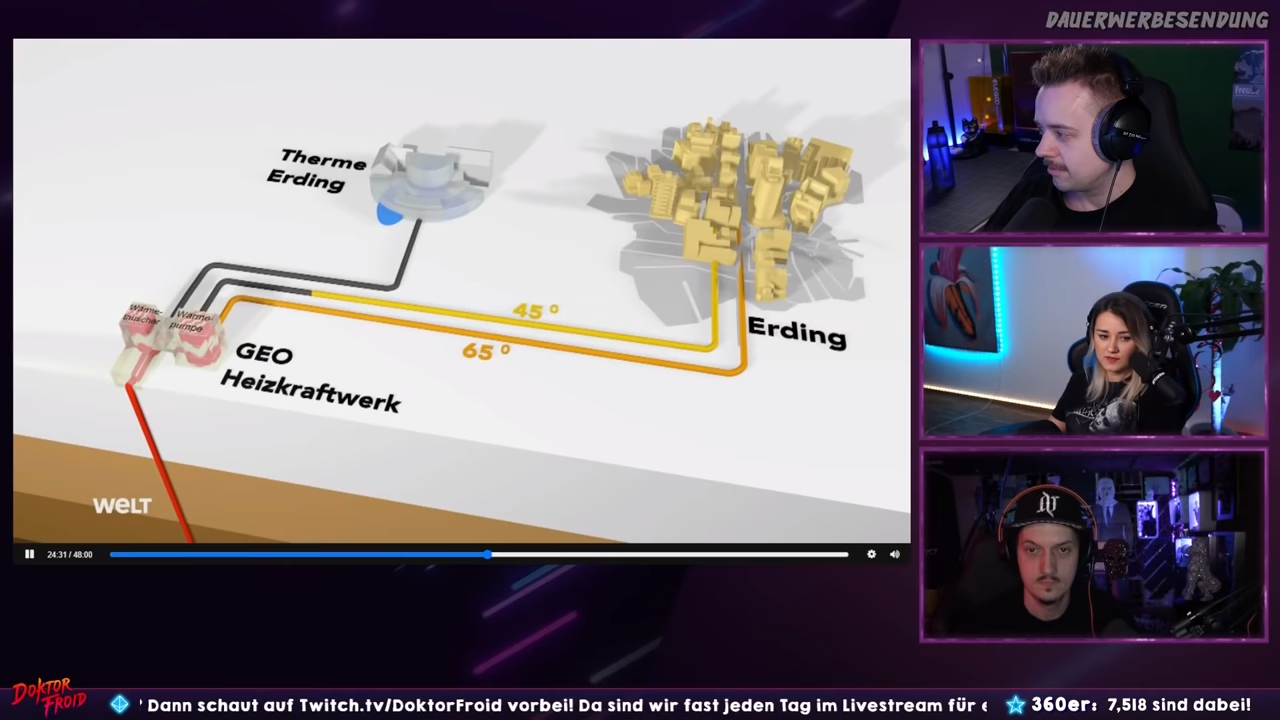 DAUERWERBESENDUNG
Therme
Erding
Wärme-
tauscher
Wärme-
pumpe
45°
65°
Erding
GEO
Heizkraftwerk
WELT
24:31 / 48:00
DOKTOR
FROID
' Dann schaut auf Twitch.tv/DoktorFroid vorbei! Da sind wir fast jeden Tag im Livestream für e
360er: 7,518 sind dabei!